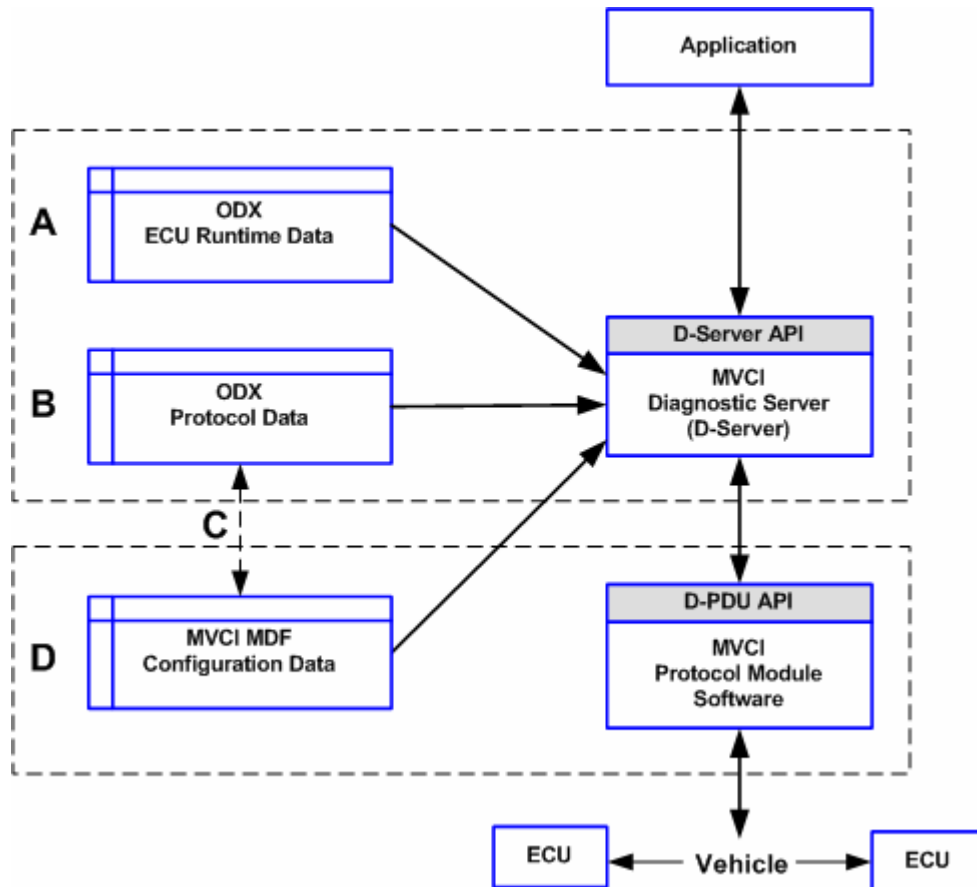 Application
A
ODX
ECU Runtime Data
D-Server API
MVCI
Diagnostic Server
(D-Server)
B
ODX
Protocol Data
C
D
MVCI MDF
Configuration Data
D-PDU API
MVCI
Protocol Module
Software
ECU
Vehicle
ECU